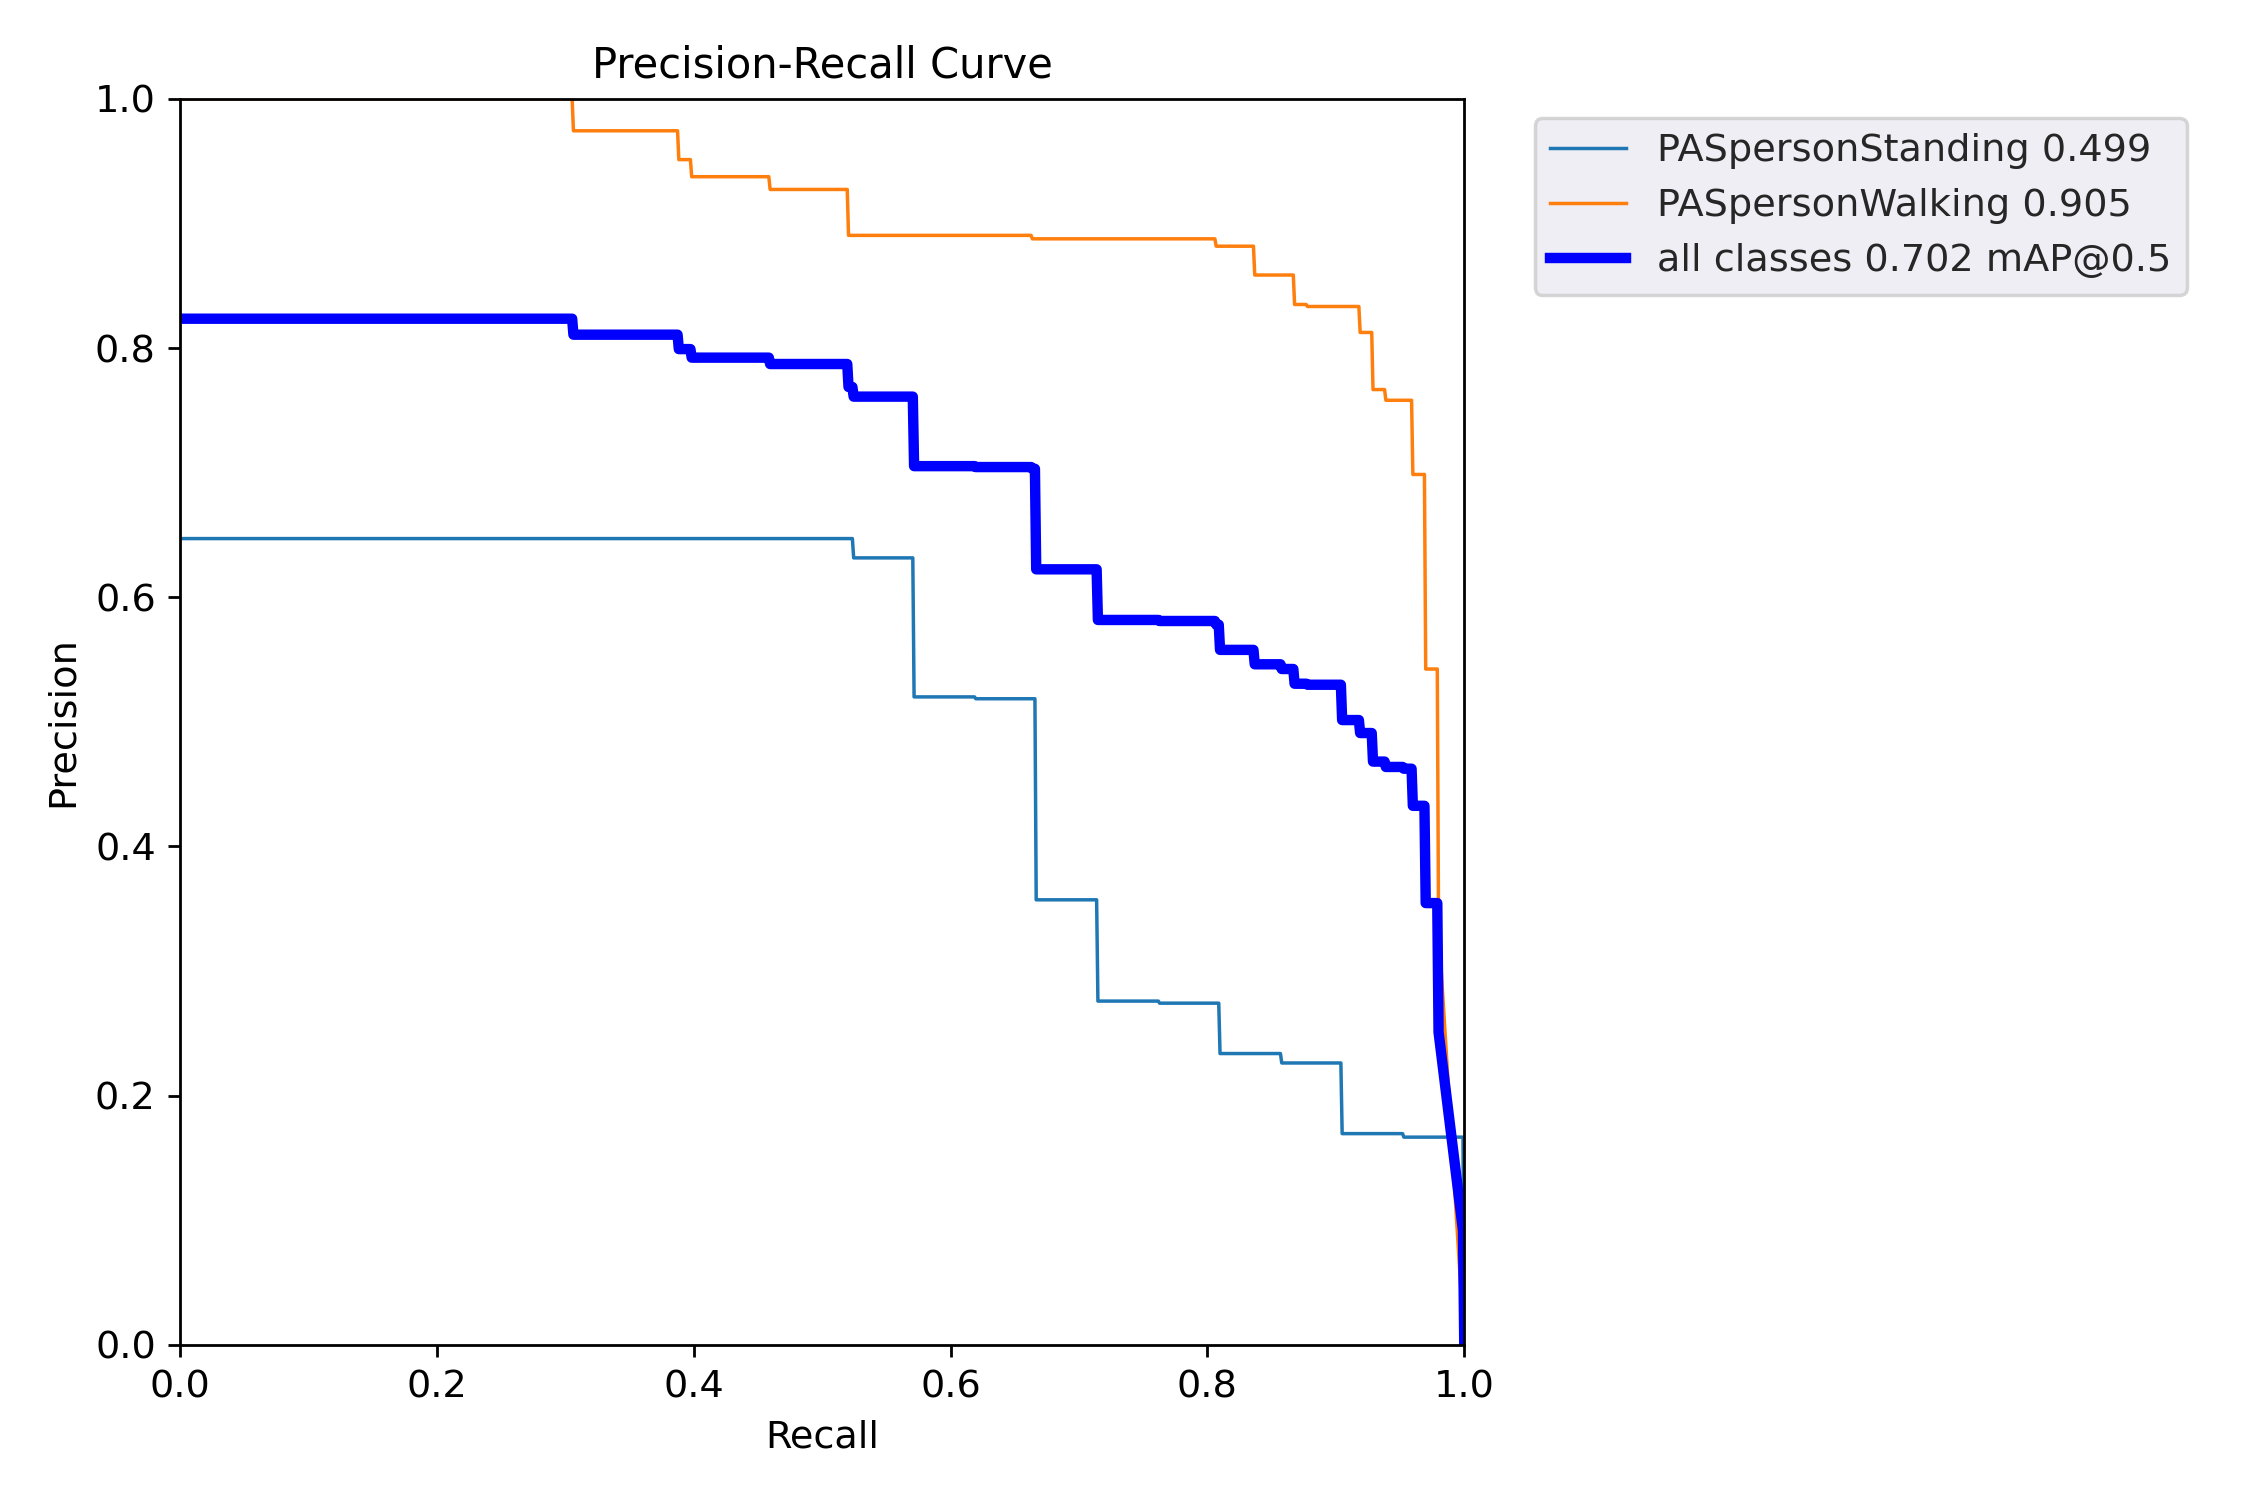 Precision-Recall Curve
PASpersonStanding 0.499
PASpersonWalking 0.905
all classes 0.702 mAP@0.5
Precision
1.0
0.8
0.6
0.4
0.2
0.0
0.0 0.2 0.4 0.6 0.8 1.0
Recall